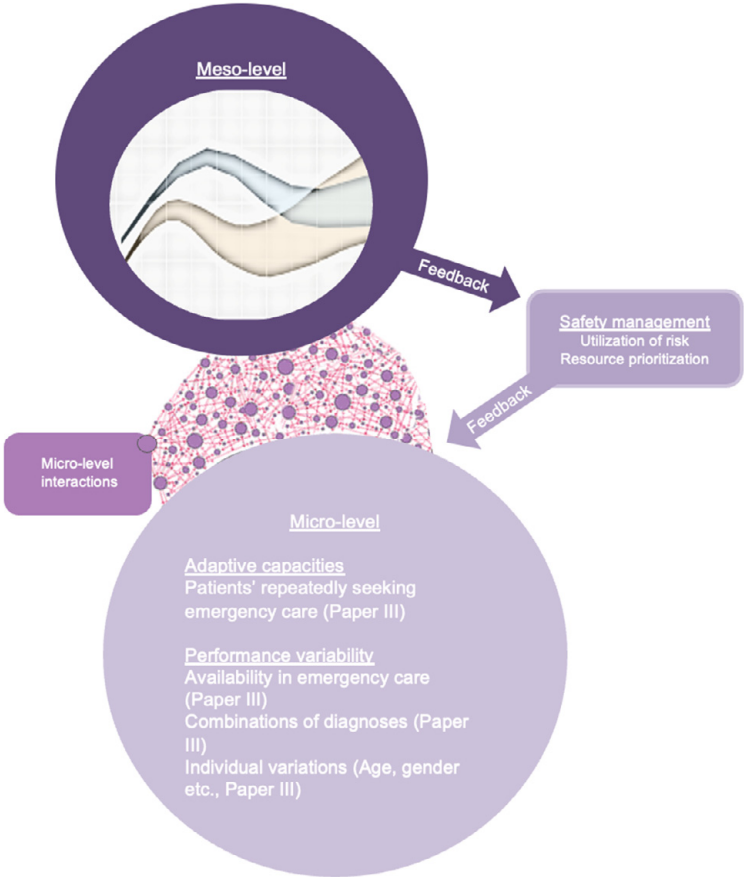 Meso-level
Feedback
Safety management
Utilization of risk
Resource prioritization
Feedback
Micro-level
interactions
Micro-level
Adaptive capacities
Patients' repeatedly seeking
emergency care (Paper III)
Performance variability
Availability in emergency care
(Paper III)
Combinations of diagnoses (Paper
III)
Individual variations (Age, gender
etc., Paper III)